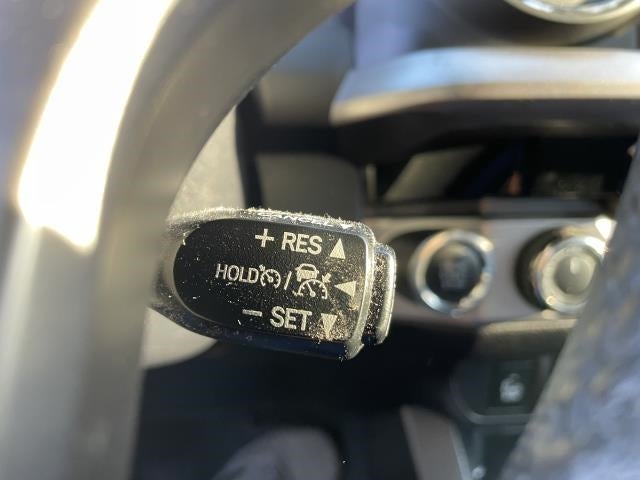 + RES
HOLD /
− SET